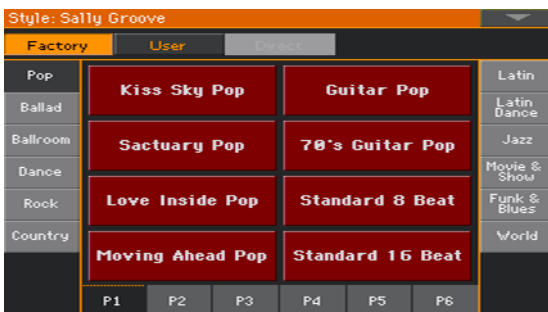 Style: Sally Groove
Factory User Direct
Pop
Ballad
Ballroom
Dance
Rock
Country
Kiss Sky Pop Guitar Pop
Sactuary Pop 70's Guitar Pop
Love Inside Pop Standard 8 Beat
Moving Ahead Pop Standard 16 Beat
Latin
Latin
Dance
Jazz
Movie &
Show
Funk &
Blues
World
P1 P2 P3 P4 P5 P6